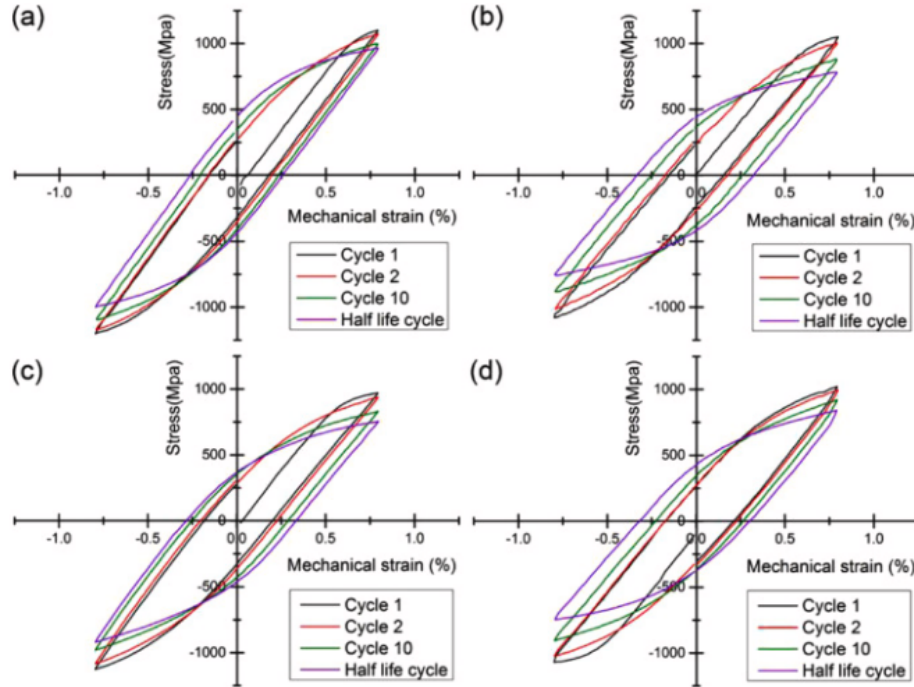 (a)
Stress(Mpa)
1000
500
0
-500
-1000
-1.0
-0.5
0.0
0.5
1.0
Mechanical strain (%)
Cycle 1
Cycle 2
Cycle 10
Half life cycle
(b)
Stress(Mpa)
1000
500
0
-500
-1000
-1.0
-0.5
0.0
0.5
1.0
Mechanical strain (%)
Cycle 1
Cycle 2
Cycle 10
Half life cycle
(c)
Stress(Mpa)
1000
500
0
-500
-1000
-1.0
-0.5
0.0
0.5
1.0
Mechanical strain (%)
Cycle 1
Cycle 2
Cycle 10
Half life cycle
(d)
Stress(Mpa)
1000
500
0
-500
-1000
-1.0
-0.5
0.0
0.5
1.0
Mechanical strain (%)
Cycle 1
Cycle 2
Cycle 10
Half life cycle